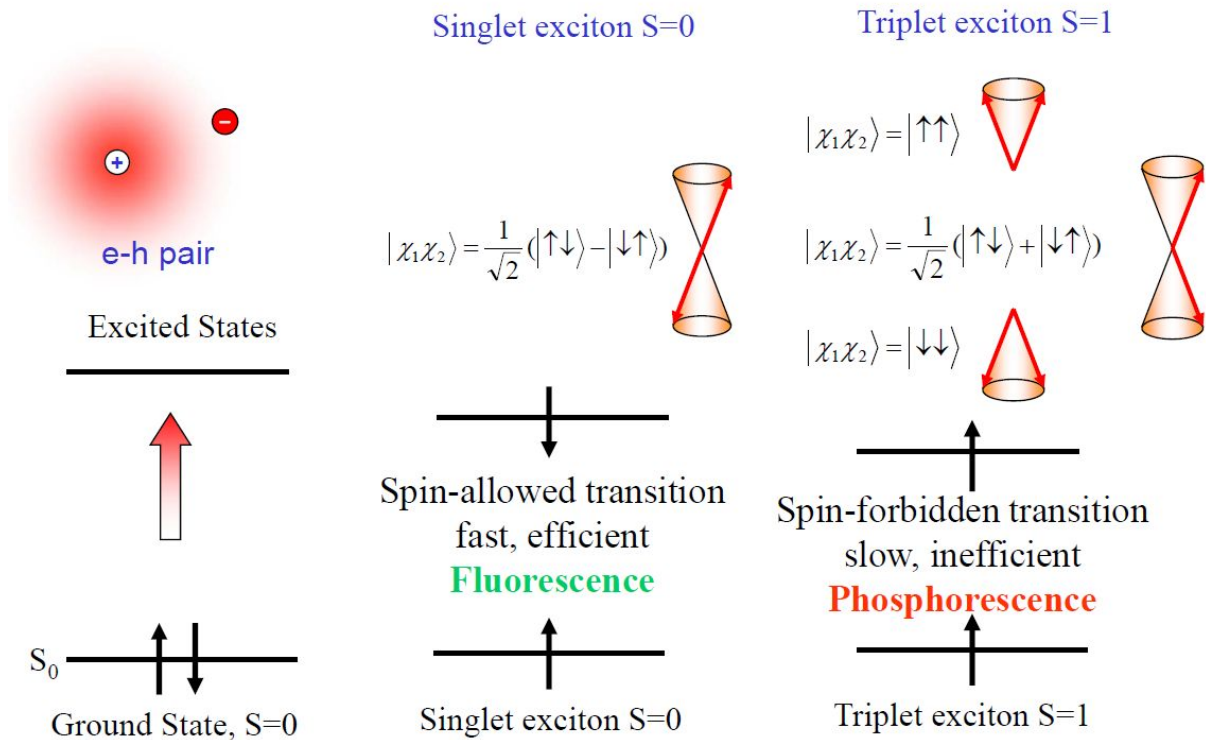 Singlet exciton S=0
Triplet exciton S=1
−
+
e-h pair
Excited States
|χ₁χ₂⟩=1/√2(|↑↓⟩−|↓↑⟩)
|χ₁χ₂⟩=|↑↑⟩
|χ₁χ₂⟩=1/√2(|↑↓⟩+|↓↑⟩)
|χ₁χ₂⟩=|↓↓⟩
Spin-allowed transition
fast, efficient
Fluorescence
Spin-forbidden transition
slow, inefficient
Phosphorescence
S₀
Ground State, S=0
Singlet exciton S=0
Triplet exciton S=1